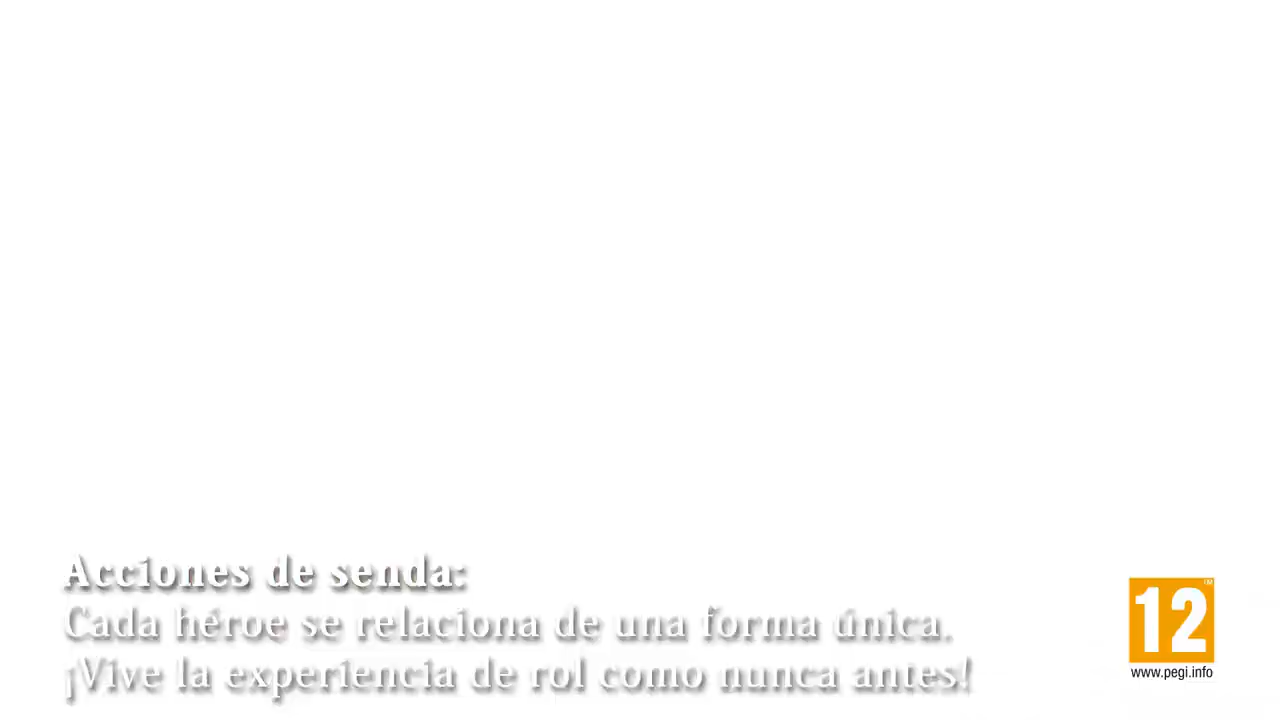 Acciones de senda:
Cada héroe se relaciona de una forma única.
¡Vive la experiencia de rol como nunca antes!
12 TM
www.pegi.info